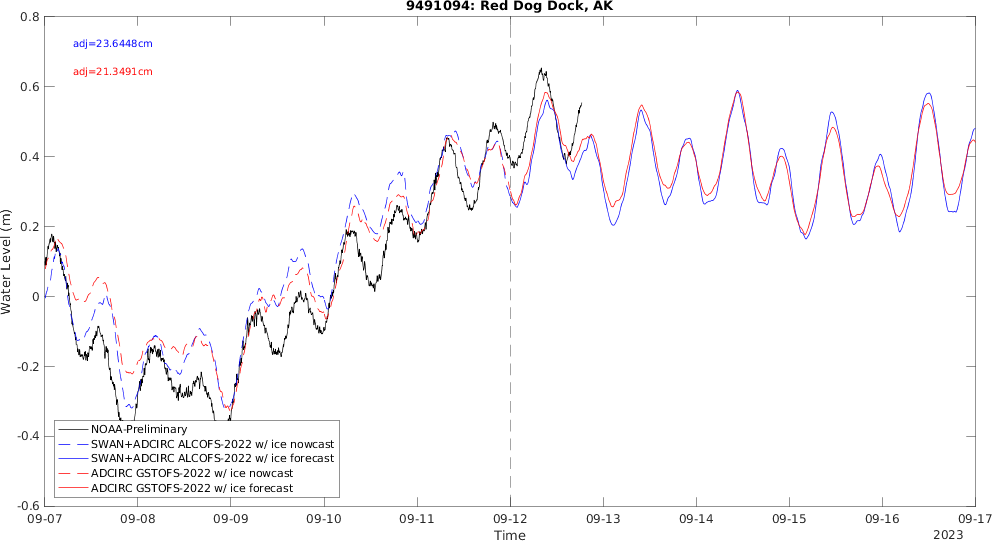 9491094: Red Dog Dock, AK
adj=23.6448cm
adj=21.3491cm
Water Level (m)
0.8
0.6
0.4
0.2
0
-0.2
-0.4
-0.6
NOAA-Preliminary
SWAN+ADCIRC ALCOFS-2022 w/ ice nowcast
SWAN+ADCIRC ALCOFS-2022 w/ ice forecast
ADCIRC GSTOFS-2022 w/ ice nowcast
ADCIRC GSTOFS-2022 w/ ice forecast
09-07 09-08 09-09 09-10 09-11 09-12 09-13 09-14 09-15 09-16 09-17
Time
2023